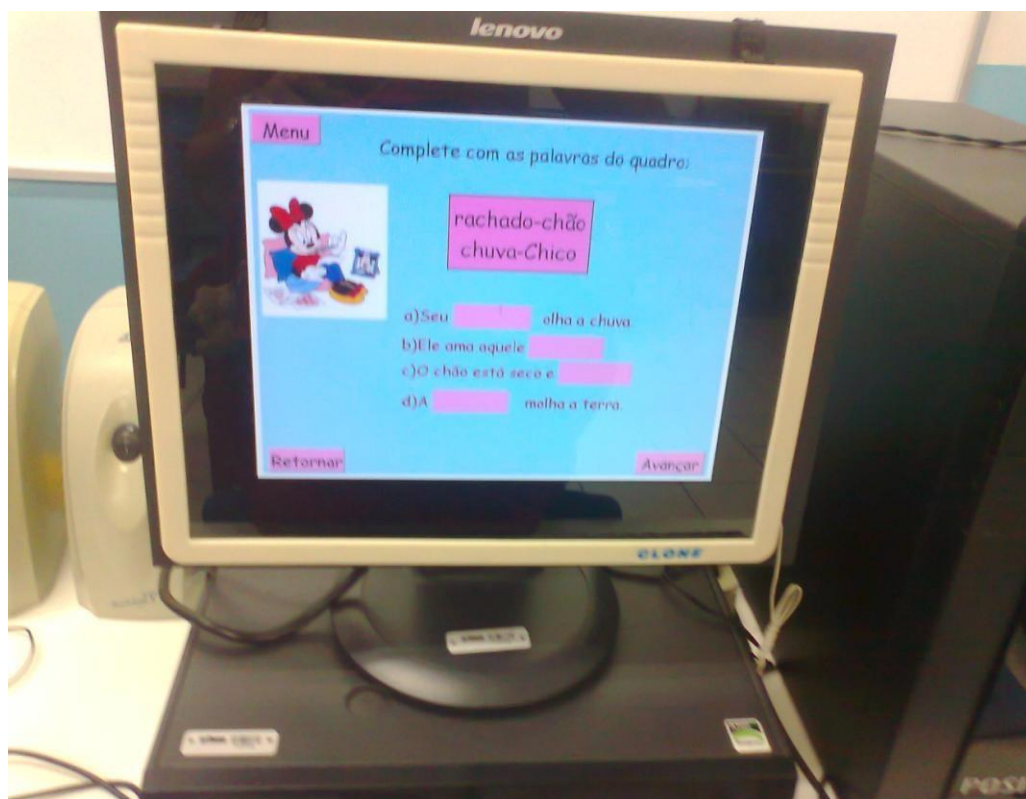 lenovo
Menu
Complete com as palavras do quadro:
rachado-chão
chuva-Chico
a)Seu olha a chuva.
b)Ele ama aquele
c)O chão está seco e
d)A molha a terra.
Retornar
Avançar
CLONE